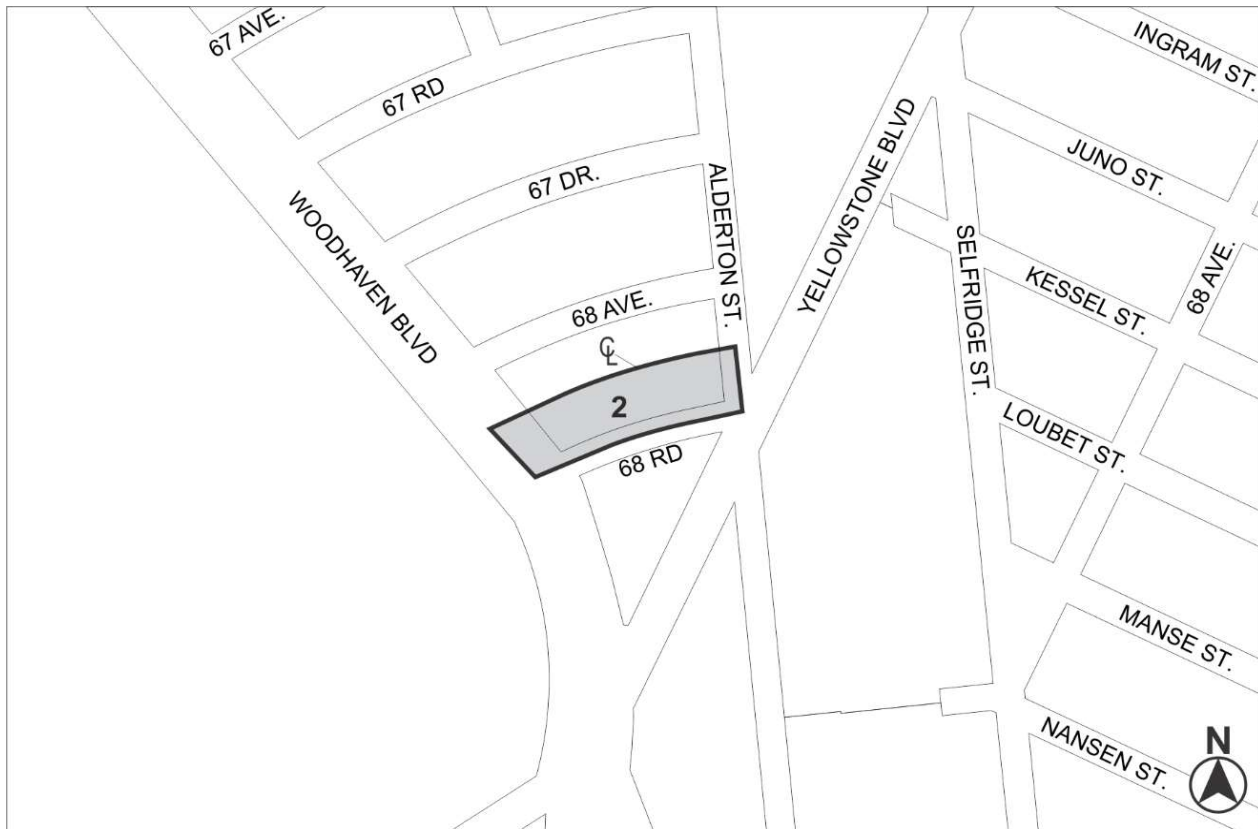 67 AVE.
INGRAM ST.
67 RD
JUNO ST.
YELLOWSTONE BLVD
67 DR.
ALDERTON ST.
WOODHAVEN BLVD
SELFRIDGE ST.
KESSEL ST.
68 AVE.
68 AVE.
℄
2
LOUBET ST.
68 RD
MANSE ST.
NANSEN ST.
N